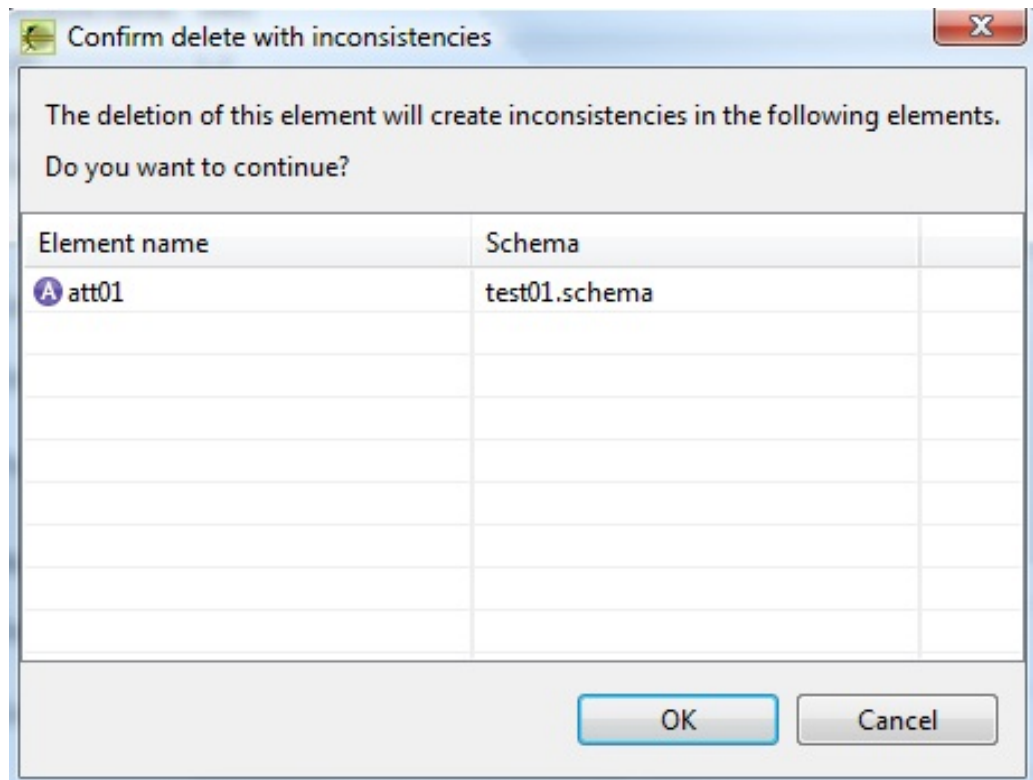 Confirm delete with inconsistencies
The deletion of this element will create inconsistencies in the following elements.
Do you want to continue?
Element name Schema
A att01 test01.schema
OK Cancel